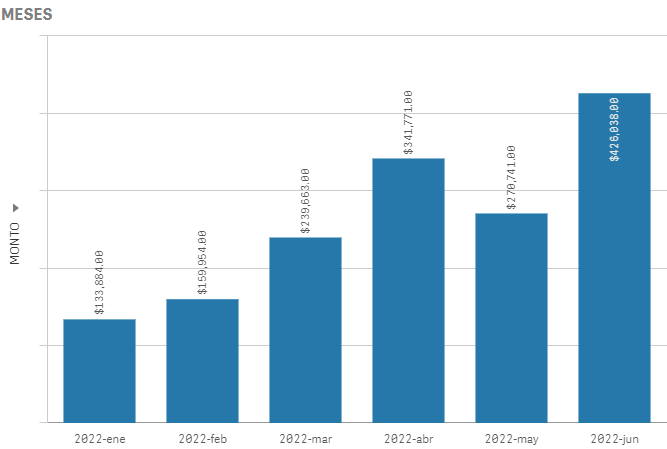 MESES
MONTO
$133,884.00
$159,954.00
$239,663.00
$341,771.00
$270,741.00
$426,038.00
2022-ene
2022-feb
2022-mar
2022-abr
2022-may
2022-jun